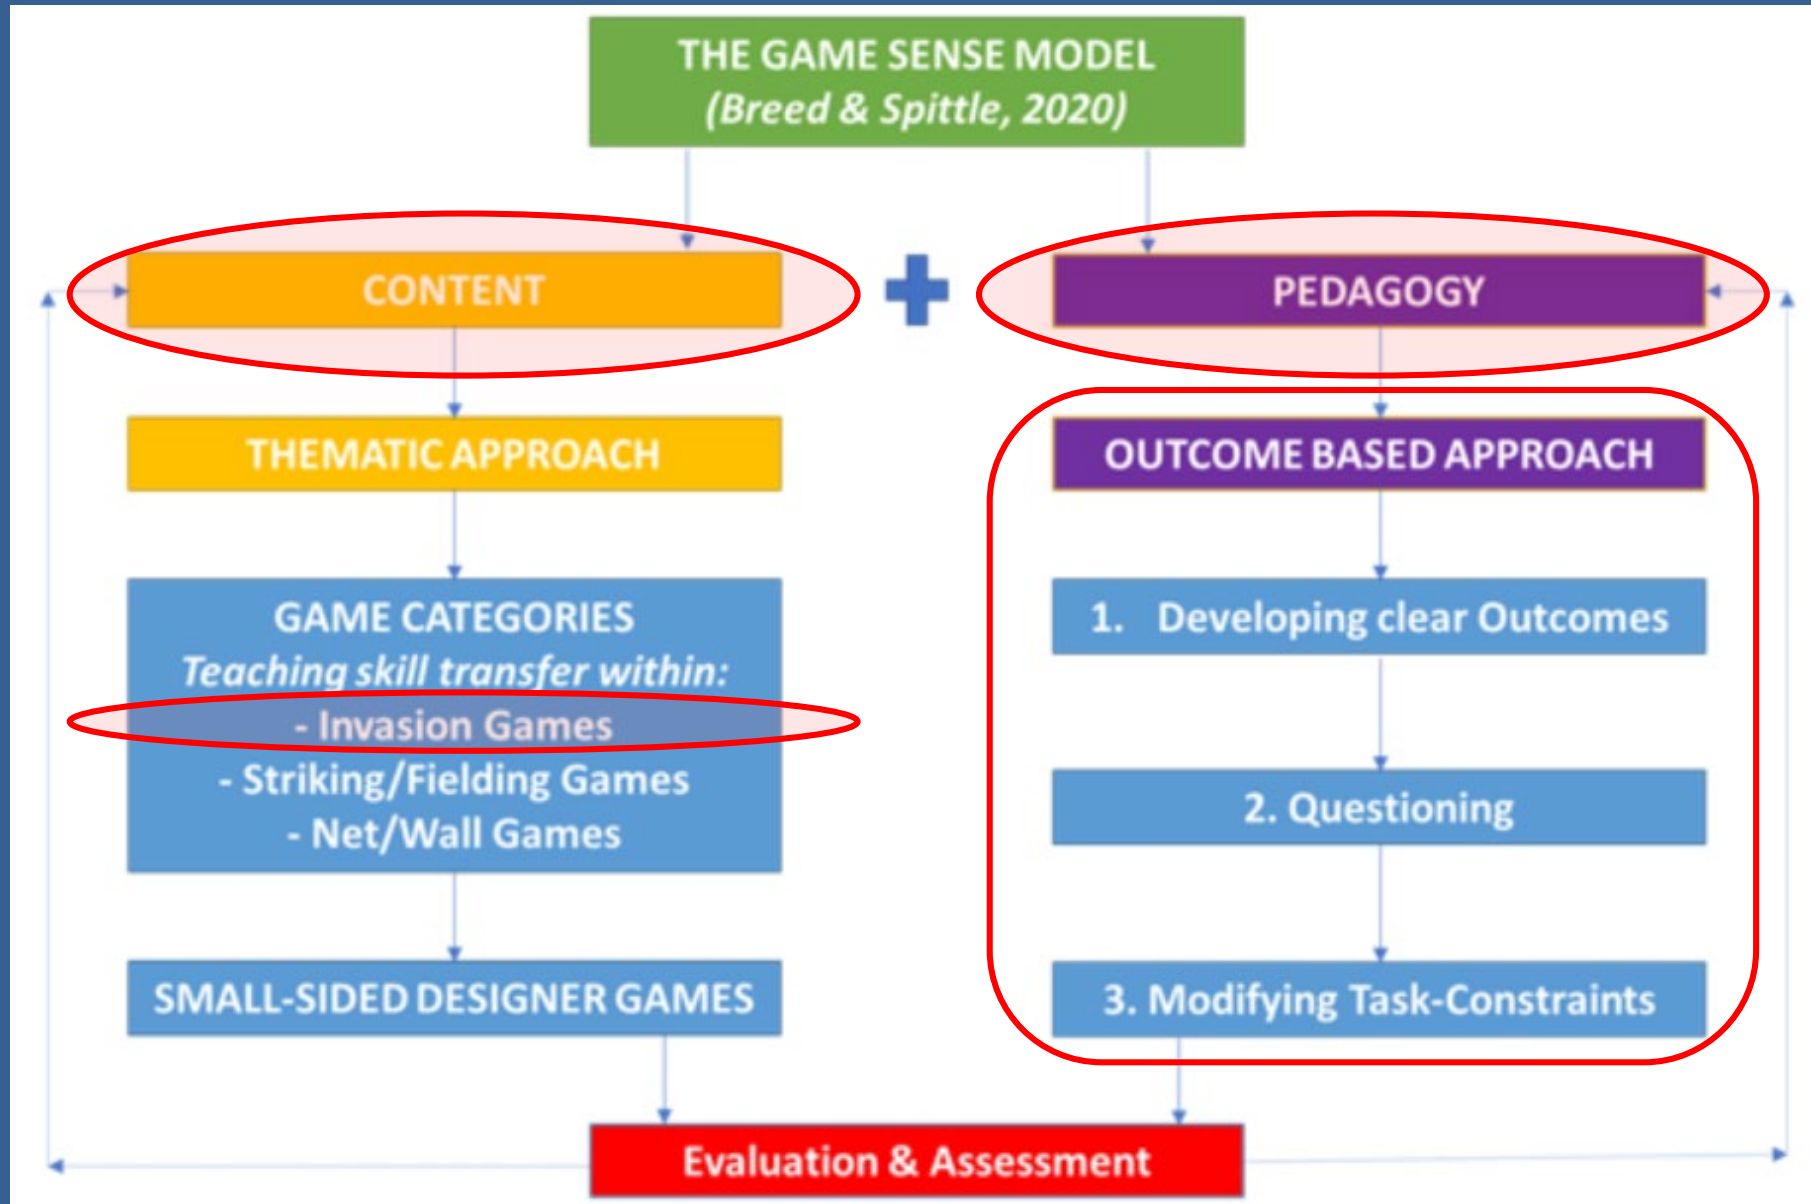 THE GAME SENSE MODEL
(Breed & Spittle, 2020)
CONTENT
PEDAGOGY
THEMATIC APPROACH
OUTCOME BASED APPROACH
GAME CATEGORIES
Teaching skill transfer within:
- Invasion Games
- Striking/Fielding Games
- Net/Wall Games
1. Developing clear Outcomes
2. Questioning
SMALL-SIDED DESIGNER GAMES
3. Modifying Task-Constraints
Evaluation & Assessment